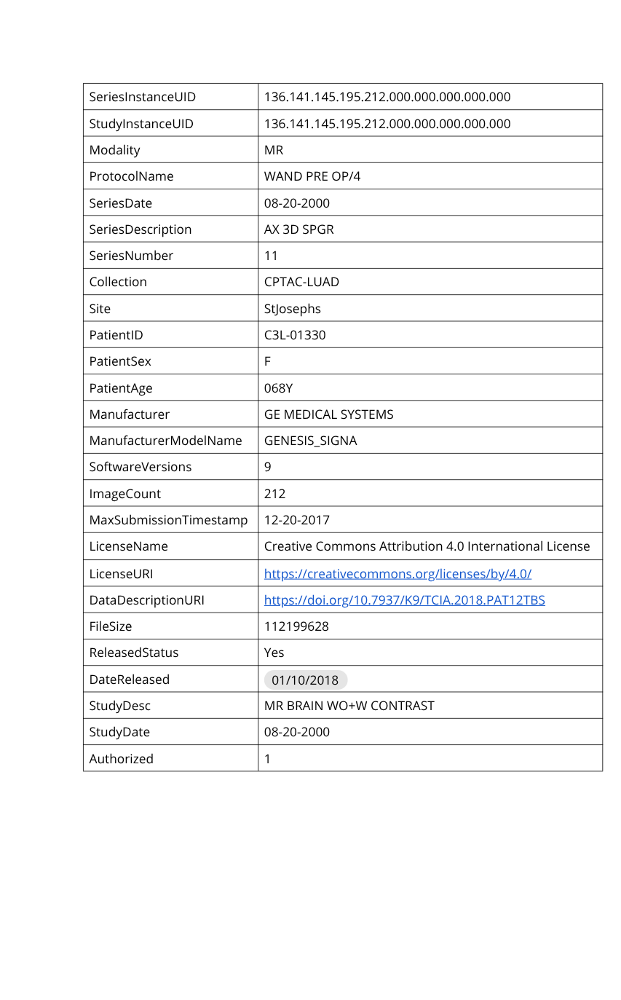 SeriesInstanceUID 136.141.145.195.212.000.000.000.000.000
StudyInstanceUID 136.141.145.195.212.000.000.000.000.000
Modality MR
ProtocolName WAND PRE OP/4
SeriesDate 08-20-2000
SeriesDescription AX 3D SPGR
SeriesNumber 11
Collection CPTAC-LUAD
Site StJosephs
PatientID C3L-01330
PatientSex F
PatientAge 068Y
Manufacturer GE MEDICAL SYSTEMS
ManufacturerModelName GENESIS_SIGNA
SoftwareVersions 9
ImageCount 212
MaxSubmissionTimestamp 12-20-2017
LicenseName Creative Commons Attribution 4.0 International License
LicenseURI https://creativecommons.org/licenses/by/4.0/
DataDescriptionURI https://doi.org/10.7937/K9/TCIA.2018.PAT12TBS
FileSize 112199628
ReleasedStatus Yes
DateReleased 01/10/2018
StudyDesc MR BRAIN WO+W CONTRAST
StudyDate 08-20-2000
Authorized 1